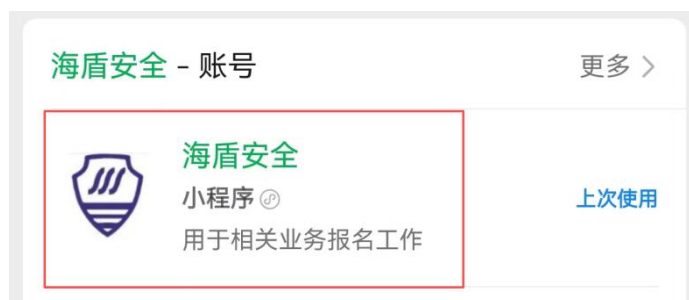 海盾安全 – 账号 更多
海盾安全
小程序
上次使用
用于相关业务报名工作